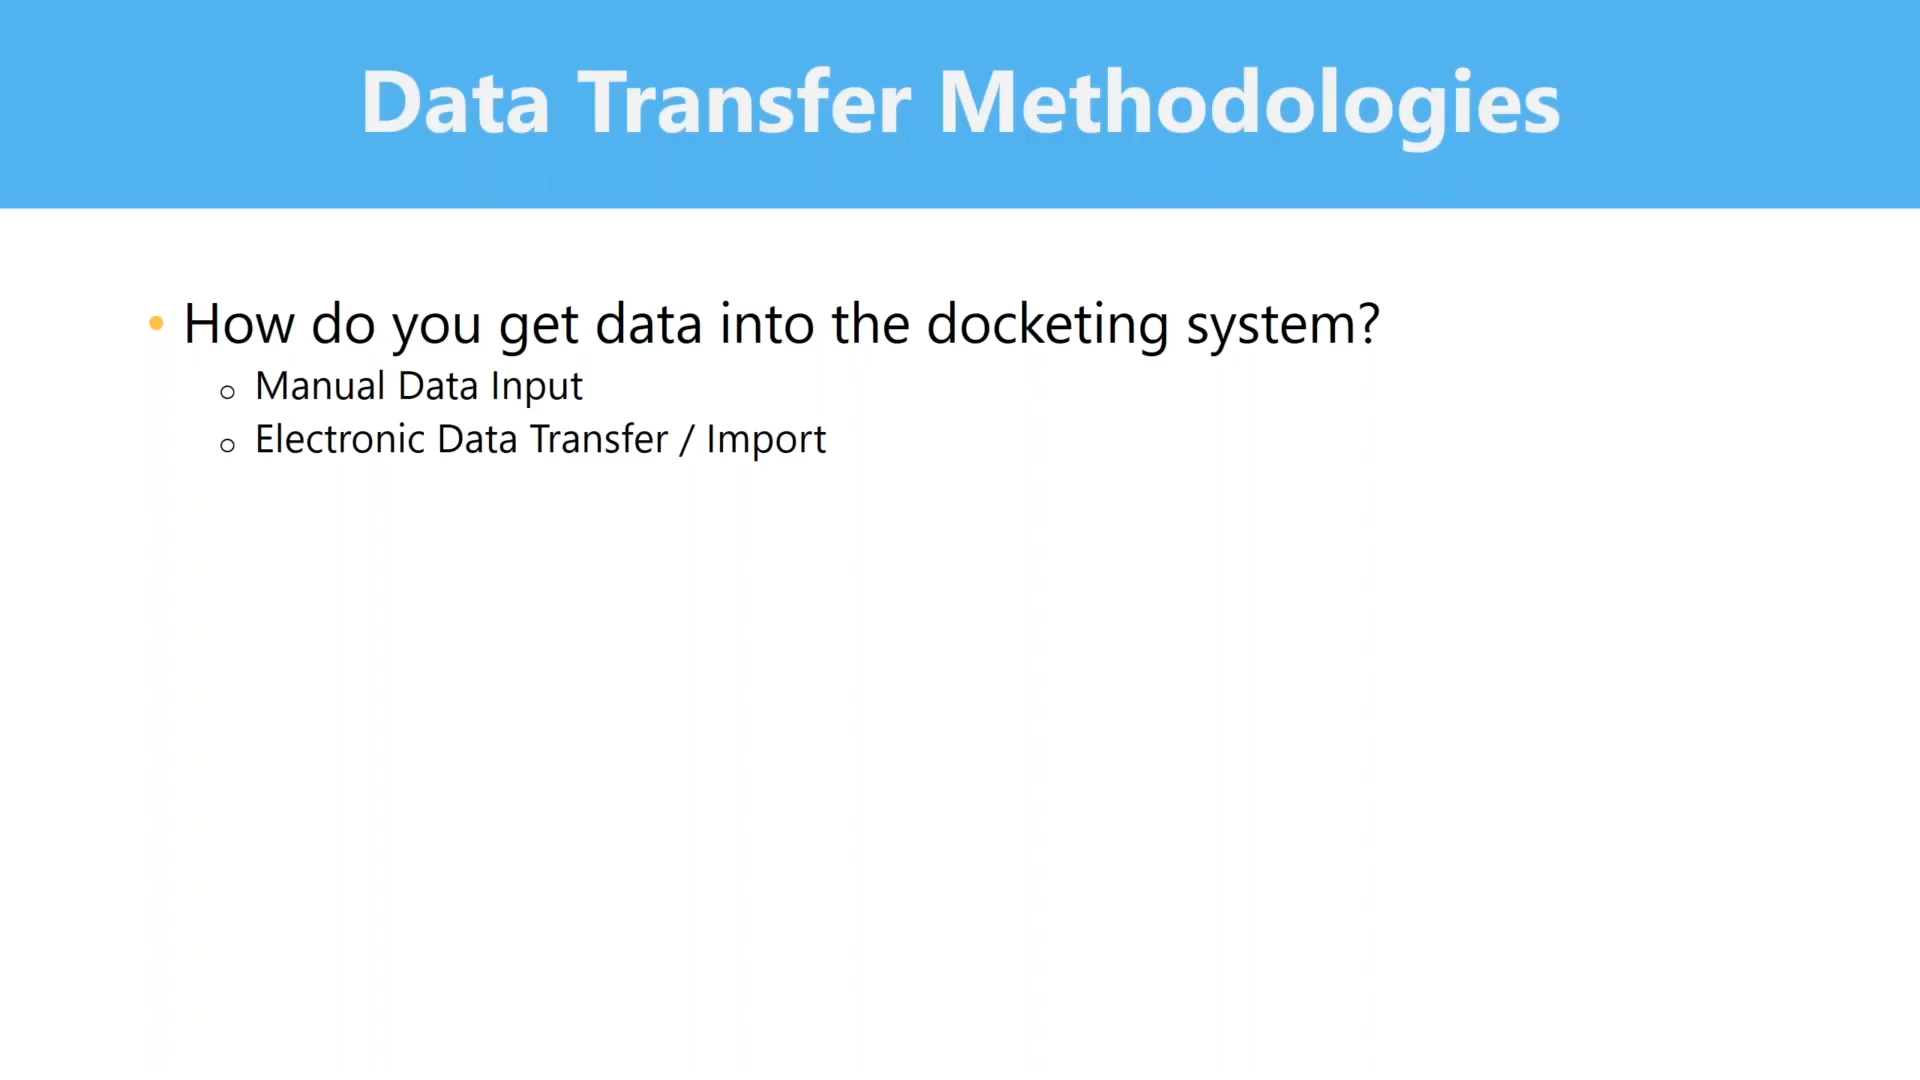 Data Transfer Methodologies
• How do you get data into the docketing system?
o Manual Data Input
o Electronic Data Transfer / Import